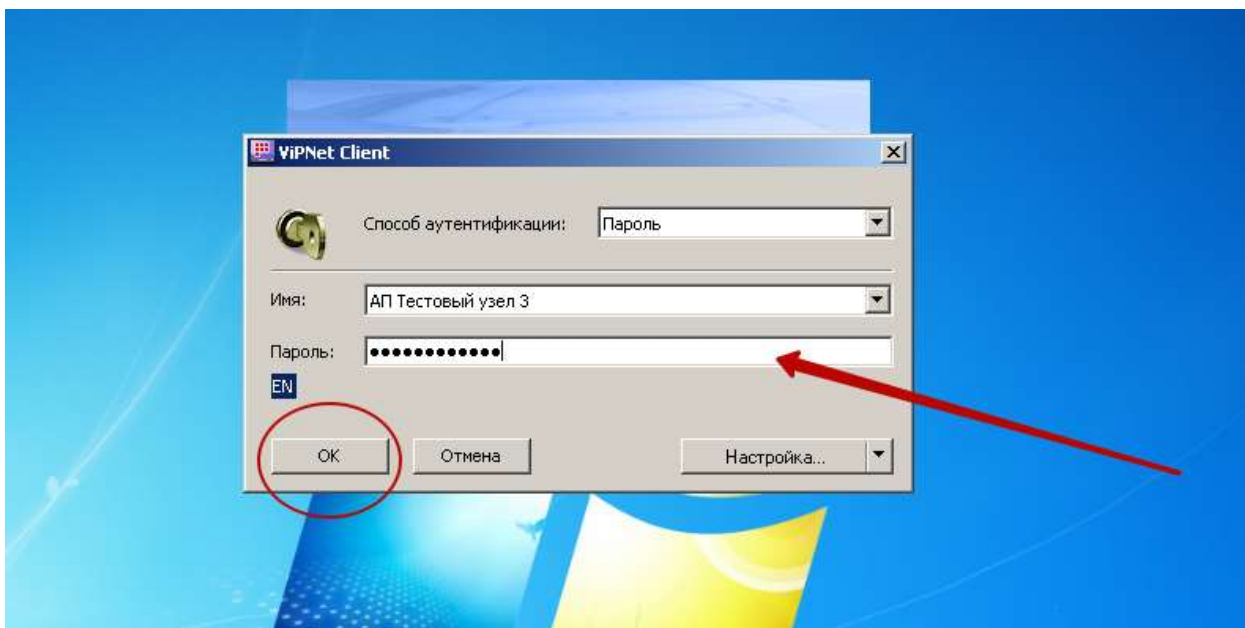 ViPNet Client
Способ аутентификации: Пароль
Имя: АП Тестовый узел 3
Пароль: ••••••••••••
EN
OK Отмена Настройка...